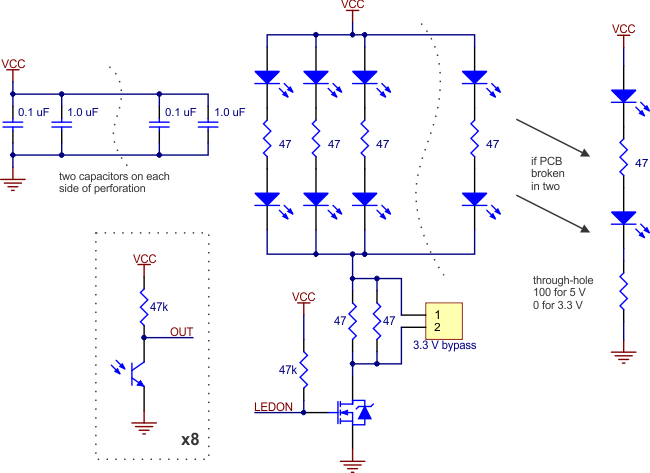 VCC
0.1 uF
1.0 uF
0.1 uF
1.0 uF
two capacitors on each
side of perforation
VCC
47
47
47
47
if PCB
broken
in two
VCC
47
through-hole
100 for 5 V
0 for 3.3 V
VCC
47k
OUT
x8
VCC
47k
LEDON
47
47
1
2
3.3 V bypass